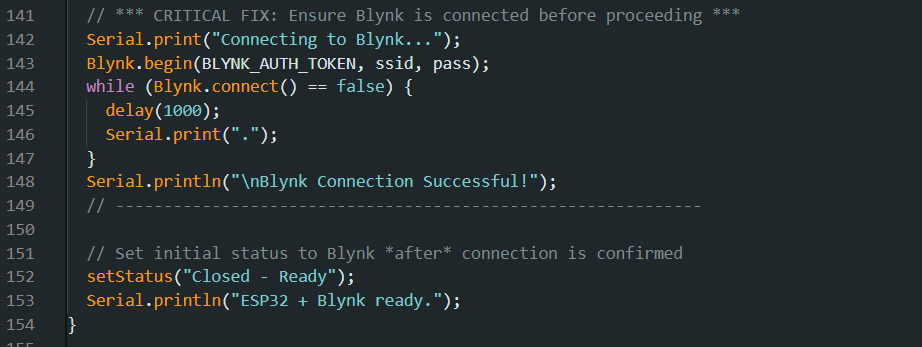 141 // *** CRITICAL FIX: Ensure Blynk is connected before proceeding ***
142 Serial.print("Connecting to Blynk...");
143 Blynk.begin(BLYNK_AUTH_TOKEN, ssid, pass);
144 while (Blynk.connect() == false) {
145 delay(1000);
146 Serial.print(".");
147 }
148 Serial.println("\nBlynk Connection Successful!");
149 // -------------------------------------------------------------
150
151 // Set initial status to Blynk *after* connection is confirmed
152 setStatus("Closed - Ready");
153 Serial.println("ESP32 + Blynk ready.");
154 }